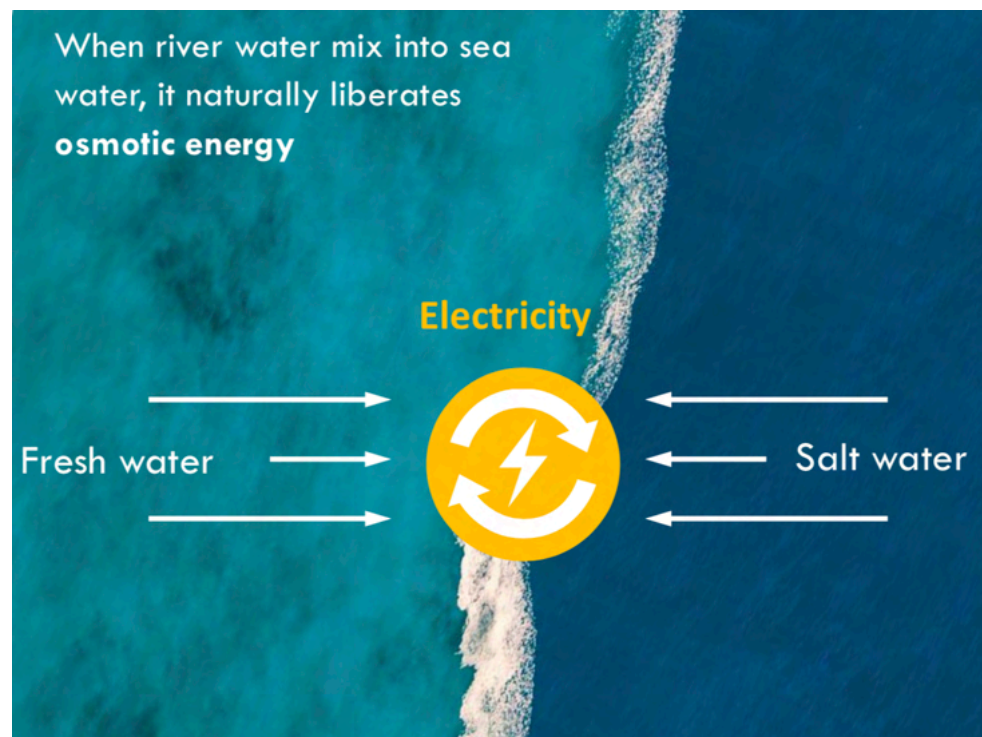 When river water mix into sea
water, it naturally liberates
osmotic energy
Electricity
Fresh water
Salt water